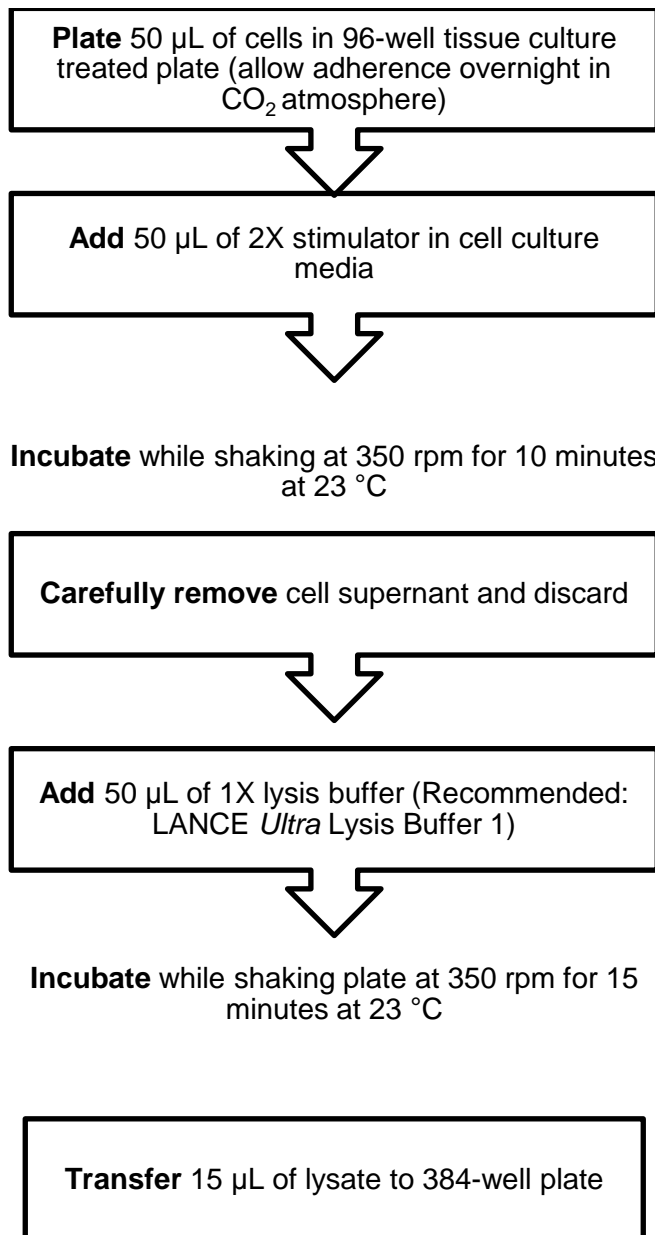 Plate 50 µL of cells in 96-well tissue culture
treated plate (allow adherence overnight in
CO₂ atmosphere)
Add 50 µL of 2X stimulator in cell culture
media
Incubate while shaking at 350 rpm for 10 minutes
at 23 °C
Carefully remove cell supernant and discard
Add 50 µL of 1X lysis buffer (Recommended:
LANCE Ultra Lysis Buffer 1)
Incubate while shaking plate at 350 rpm for 15
minutes at 23 °C
Transfer 15 µL of lysate to 384-well plate